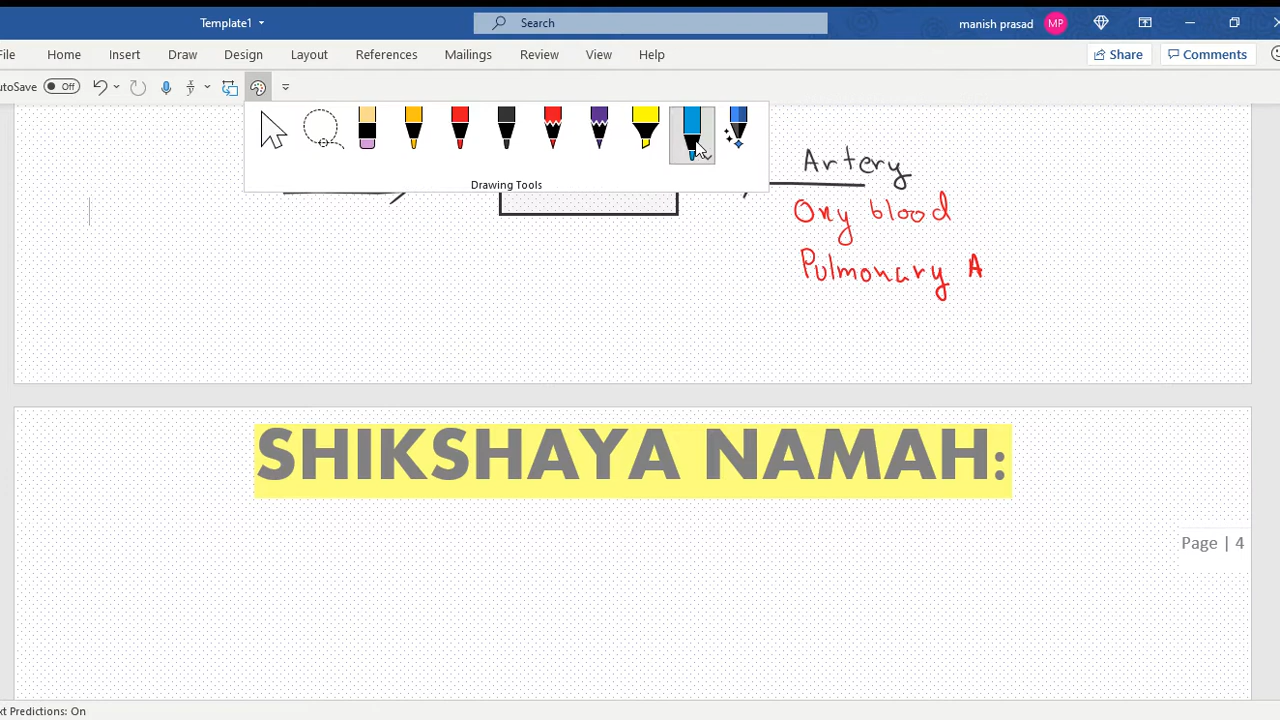 Template1
Search
manish prasad
MP
File Home Insert Draw Design Layout References Mailings Review View Help
Share
Comments
AutoSave
Off
Drawing Tools
Artery
Oxy blood
Pulmonary A
SHIKSHAYA NAMAH:
Page | 4
xt Predictions: On